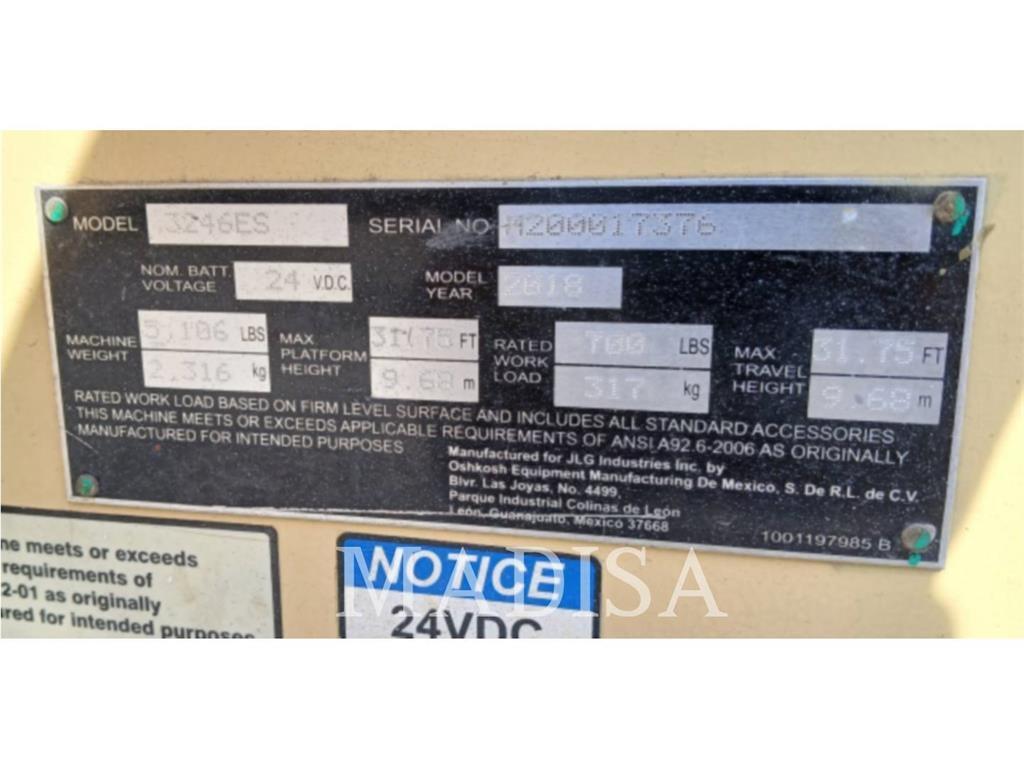 MODEL 3246ES SERIAL NO M200017376
NOM. BATT. VOLTAGE 24 V.D.C. MODEL YEAR 2018
MACHINE WEIGHT 5,106 LBS 2,316 kg
MAX PLATFORM HEIGHT 31.75 FT 9.68 m
RATED WORK LOAD 700 LBS 317 kg
MAX TRAVEL HEIGHT 31.75 FT 9.68 m
RATED WORK LOAD BASED ON FIRM LEVEL SURFACE AND INCLUDES ALL STANDARD ACCESSORIES
THIS MACHINE MEETS OR EXCEEDS APPLICABLE REQUIREMENTS OF ANSI A92.6-2006 AS ORIGINALLY
MANUFACTURED FOR INTENDED PURPOSES
Manufactured for JLG Industries Inc. by
Oshkosh Equipment Manufacturing De Mexico, S. De R.L. de C.V.
Blvr. Las Joyas, No. 4499,
Parque Industrial Colinas de León
León, Guanajuato, Mexico 37668
1001197985 B
ne meets or exceeds
requirements of
2-01 as originally
red for intended purposes
NOTICE
24VDC
MADISA